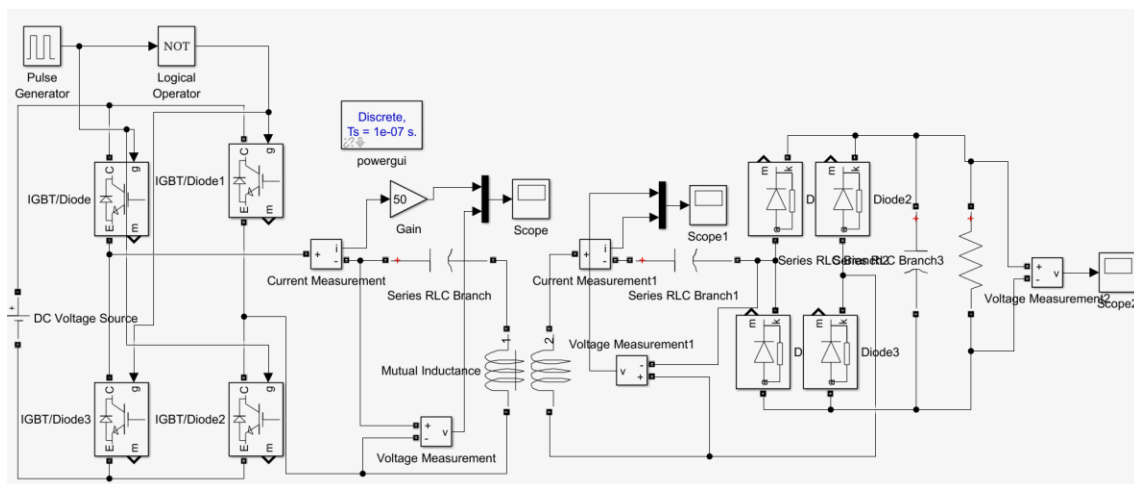 NOT
Pulse
Generator
Logical
Operator
Discrete,
Ts = 1e-07 s.
powergui
C
g
E
m
IGBT/Diode
C
g
E
m
IGBT/Diode1
50
Gain
Scope
Scope1
+
i
-
Current Measurement
+
Series RLC Branch
+
i
-
Current Measurement1
+
Series RLC Branch1
m
k
a
D
m
k
a
Diode2
Series RLC Branch3
+
+
+
-
v
Voltage Measurement2
Scope2
+
DC Voltage Source
1
2
Mutual Inductance
Voltage Measurement1
v
-
+
m
k
a
D
m
k
a
Diode3
C
g
E
m
IGBT/Diode3
C
g
E
m
IGBT/Diode2
+
-
v
Voltage Measurement